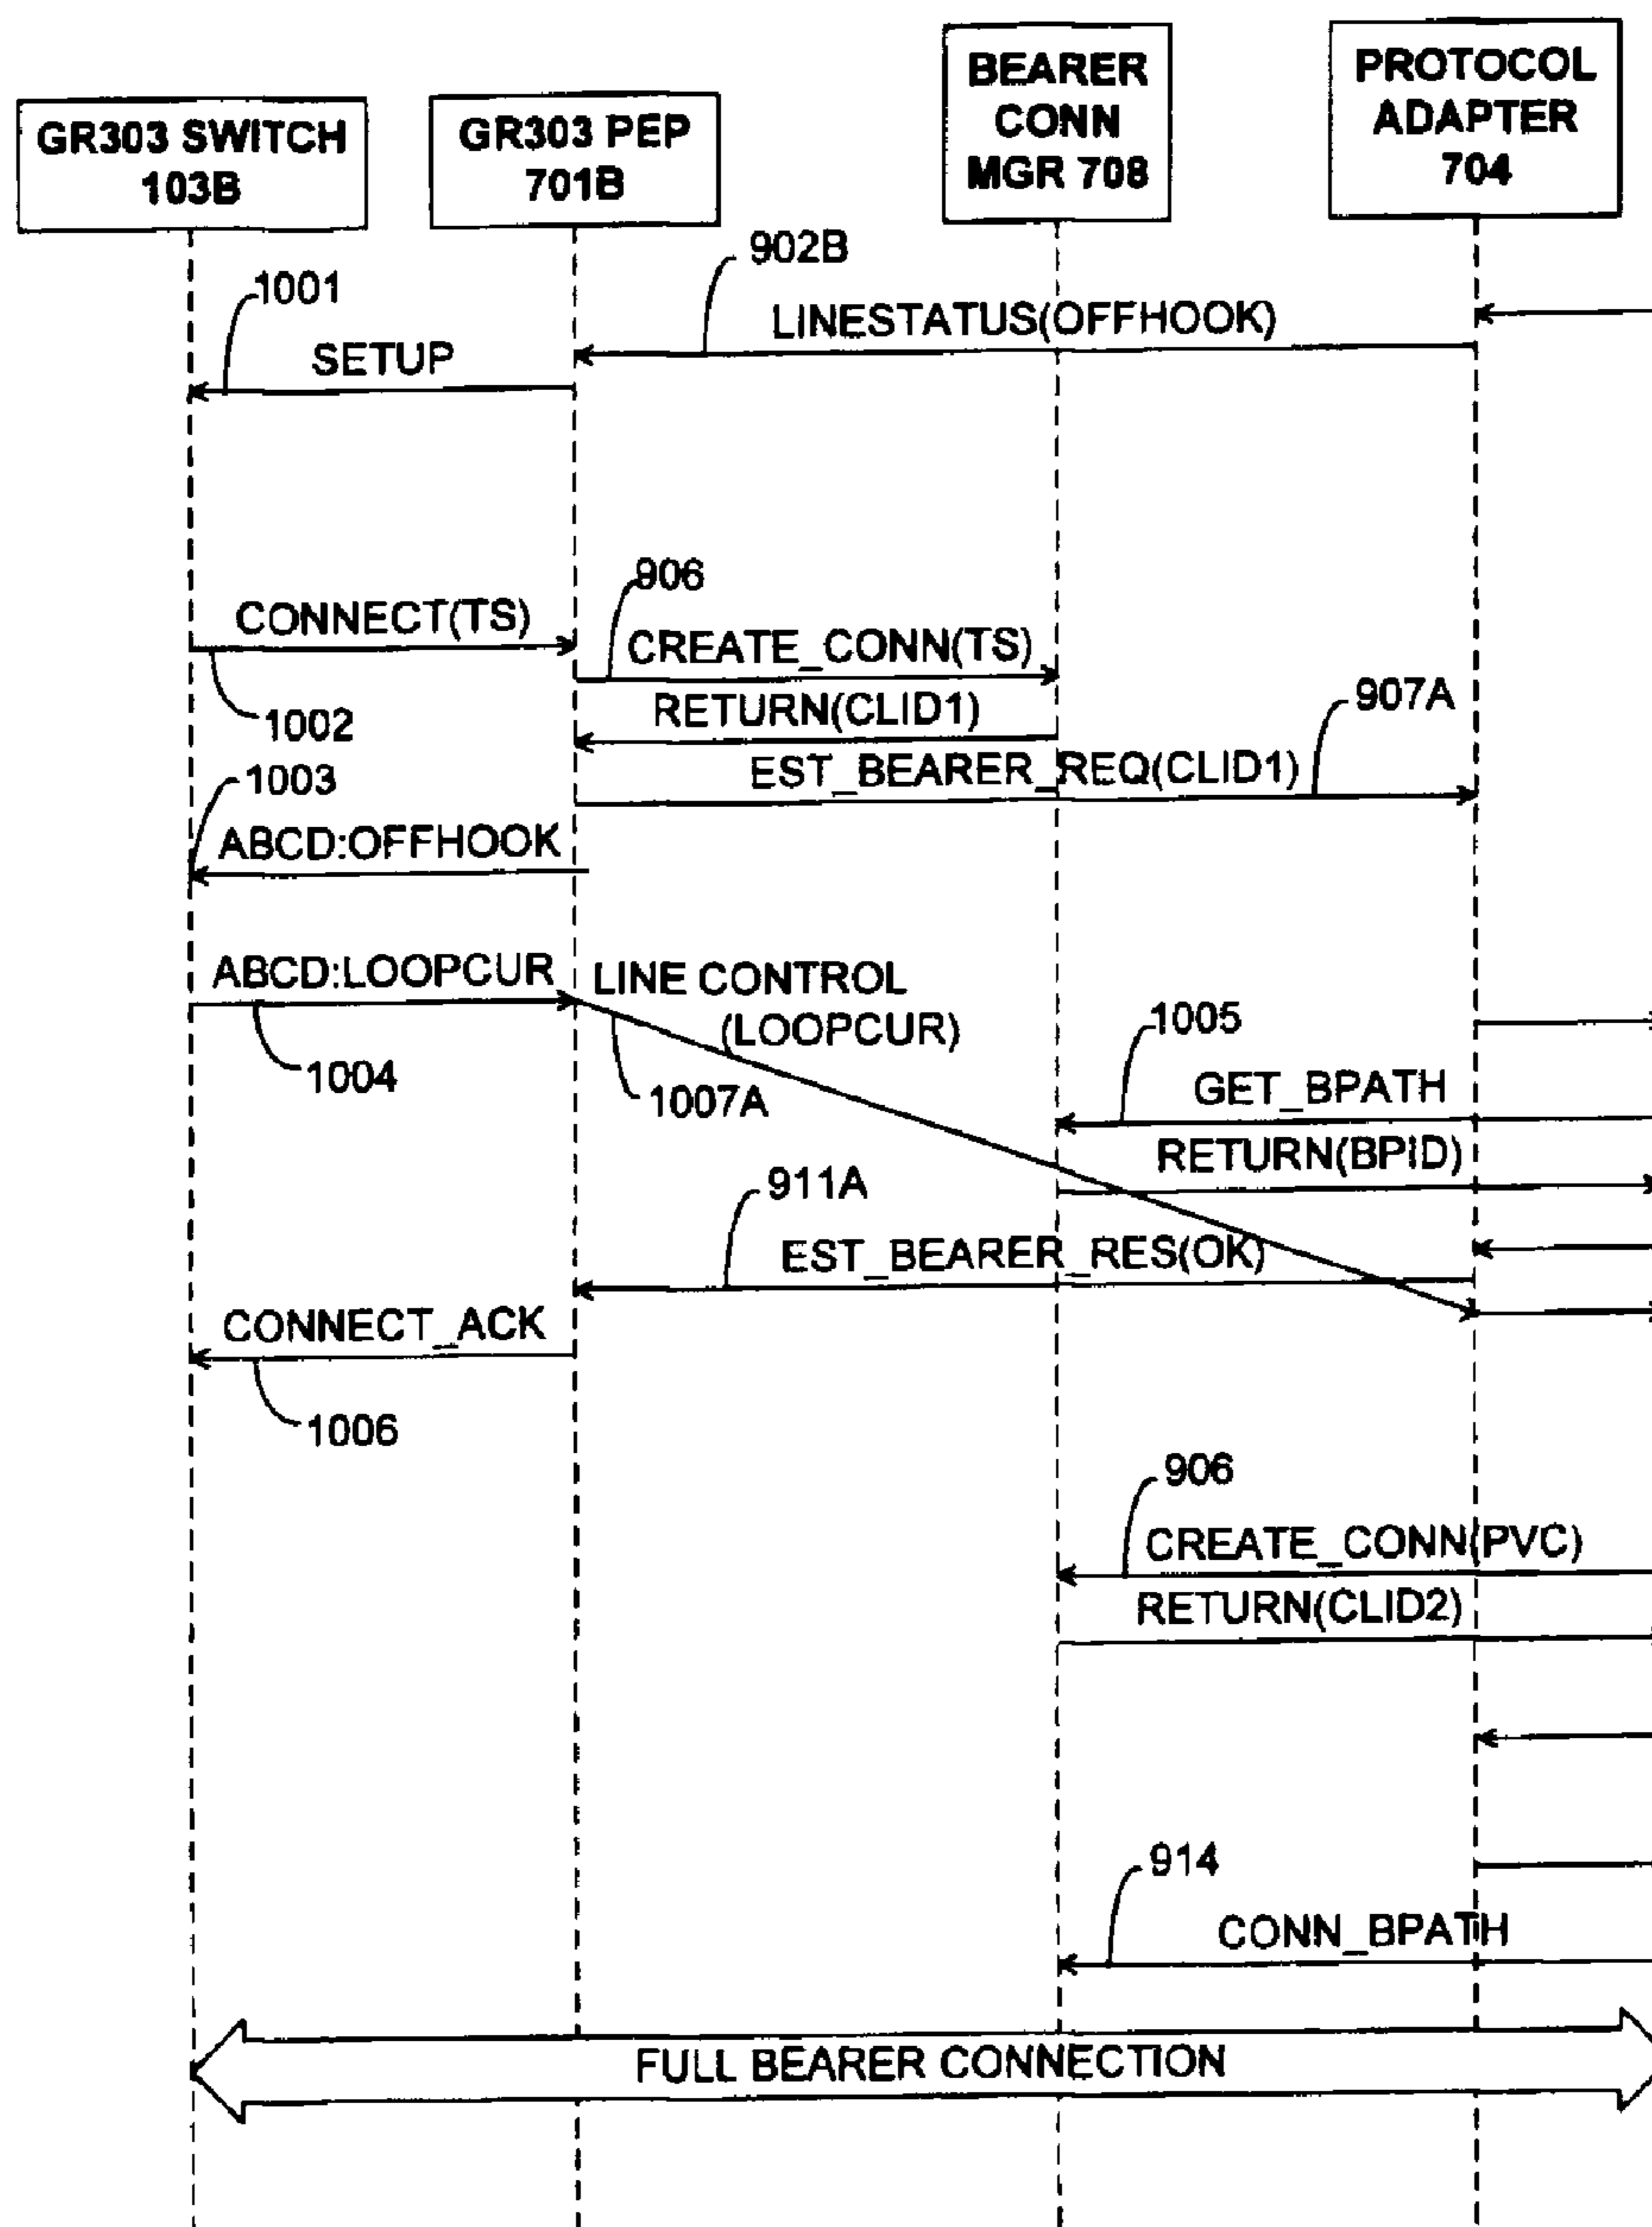 GR303 SWITCH
103B
GR303 PEP
701B
BEARER
CONN
MGR 708
PROTOCOL
ADAPTER
704
902B
LINESTATUS(OFFHOOK)
1001
SETUP
906
CONNECT(TS)
CREATE_CONN(TS)
1002
RETURN(CLID1)
907A
1003
EST_BEARER_REQ(CLID1)
ABCD:OFFHOOK
ABCD:LOOPCUR
LINE CONTROL
(LOOPCUR)
1004
1007A
1005
GET_BPATH
RETURN(BPID)
911A
EST_BEARER_RES(OK)
CONNECT_ACK
1006
906
CREATE_CONN(PVC)
RETURN(CLID2)
914
CONN_BPATH
FULL BEARER CONNECTION